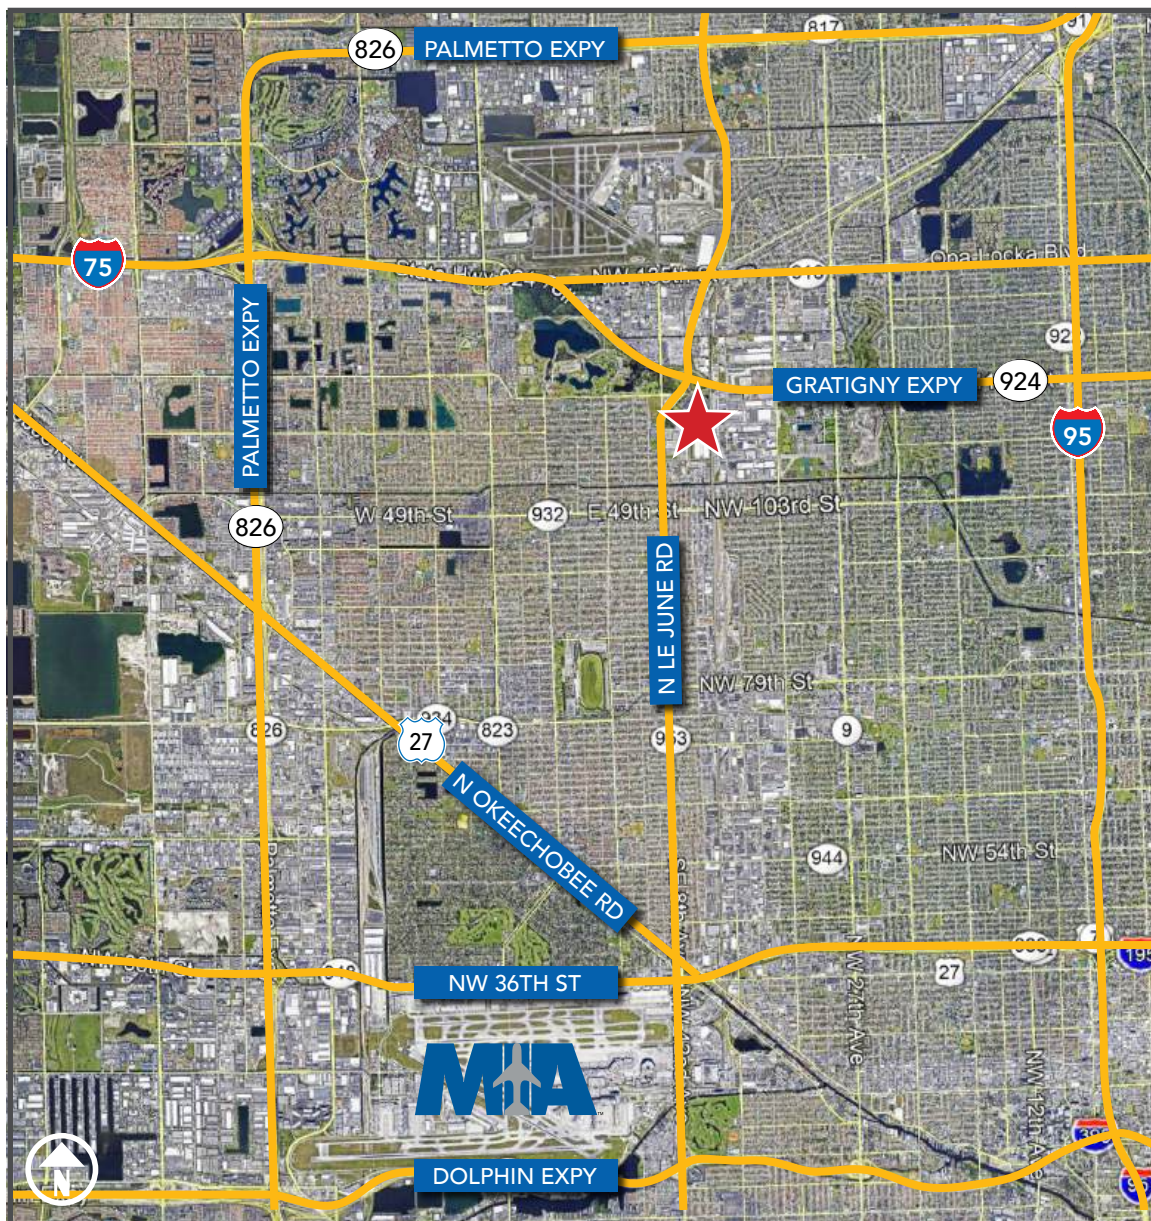 817
91
826
PALMETTO EXPY
75
Opa-Locka Blvd
PALMETTO EXPY
GRATIGNY EXPY
924
95
826
W 49th St
932
E 49th St
NW 103rd St
N LE JUNE RD
NW 79th St
826
823
9
27
N OKEECHOBEE RD
944
NW 54th St
NW 36TH ST
27
195
NW 27th Ave
MIA
NW 12th Ave
N
DOLPHIN EXPY